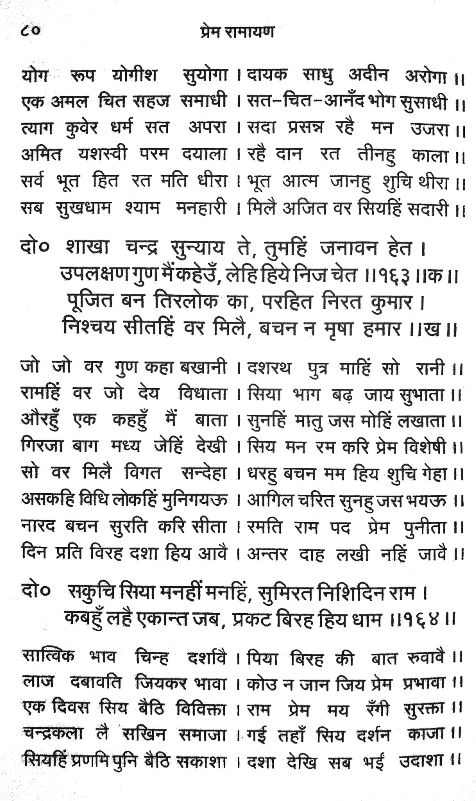 ८०
प्रेम रामायण
योग रूप योगीश सुयोगा । दायक साधु अदीन अरोगा ।।
एक अमल चित सहज समाधी । सत-चित-आनँद भोग सुसाधी ।।
त्याग कुवेर धर्म सत अपरा । सदा प्रसन्न रहै मन उजरा ।।
अमित यशस्वी परम दयाला । रहै दान रत तीनहु काला ।।
सर्व भूत हित रत मति धीरा । भूत आत्म जानहु शुचि थीरा ।।
सब सुखधाम श्याम मनहारी । मिलै अजित वर सियहिं सदारी ।।
दो० शाखा चन्द्र सुन्याय ते, तुमहिं जनावन हेत ।
उपलक्षण गुण मैं कहेउँ, लेहि हिये निज चेत ।।१६३ ।।क ।।
पूजित बन तिरलोक का, परहित निरत कुमार ।
निश्चय सीतहिं वर मिलै, बचन न मृषा हमार ।।ख ।।
जो जो वर गुण कहा बखानी । दशरथ पुत्र माहिं सो रानी ।।
रामहिं वर जो देय विधाता । सिया भाग बढ़ जाय सुभाता ।।
औरहुँ एक कहहुँ मैं बाता । सुनहिं मातु जस मोहिं लखाता ।।
गिरजा बाग मध्य जेहिं देखी । सिय मन रम करि प्रेम विशेषी ।।
सो वर मिलै विगत सन्देहा । धरहु बचन मम हिय शुचि गेहा ।।
असकहि विधि लोकहिं मुनिगयऊ । आगिल चरित सुनहु जस भयऊ ।।
नारद बचन सुरति करि सीता । रमति राम पद प्रेम पुनीता ।।
दिन प्रति विरह दशा हिय आवै । अन्तर दाह लखी नहिं जावै ।।
दो० सकुचि सिया मनहीं मनहिं, सुमिरत निशिदिन राम ।
कबहुँ लहै एकान्त जब, प्रकट बिरह हिय धाम ।।१६४ ।।
सात्विक भाव चिन्ह दर्शावै । पिया बिरह की बात रुवावै ।।
लाज दबावति जियकर भावा । कोउ न जान जिय प्रेम प्रभावा ।।
एक दिवस सिय बैठि विविक्ता । राम प्रेम मय रँगी सुरक्ता ।।
चन्द्रकला लै सखिन समाजा । गई तहाँ सिय दर्शन काजा ।।
सियहिं प्रणमि पुनि बैठि सकाशा । दशा देखि सब भईं उदाशा ।।